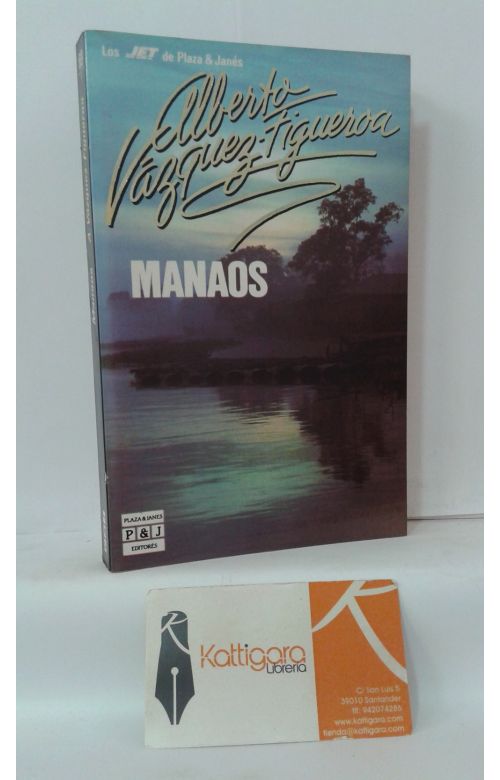 Los JET de Plaza & Janés
Alberto
Vázquez-Figueroa
MANAOS
PLAZA & JANES
P & J
EDITORES
Kattigara
Librería
C/ San Luis 5
39010 Santander
tlf: 942074285
www.kattigara.com
tienda@kattigara.com